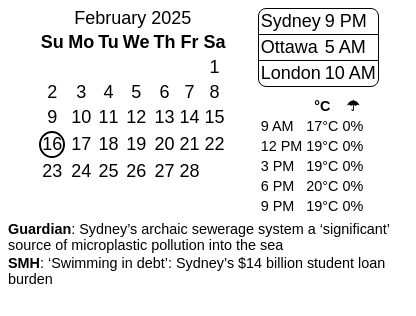 February 2025
Su Mo Tu We Th Fr Sa
1
2 3 4 5 6 7 8
9 10 11 12 13 14 15
16 17 18 19 20 21 22
23 24 25 26 27 28
Sydney 9 PM
Ottawa 5 AM
London 10 AM
°C ☂
9 AM 17°C 0%
12 PM 19°C 0%
3 PM 19°C 0%
6 PM 20°C 0%
9 PM 19°C 0%
Guardian: Sydney’s archaic sewerage system a ‘significant’
source of microplastic pollution into the sea
SMH: ‘Swimming in debt’: Sydney’s $14 billion student loan
burden